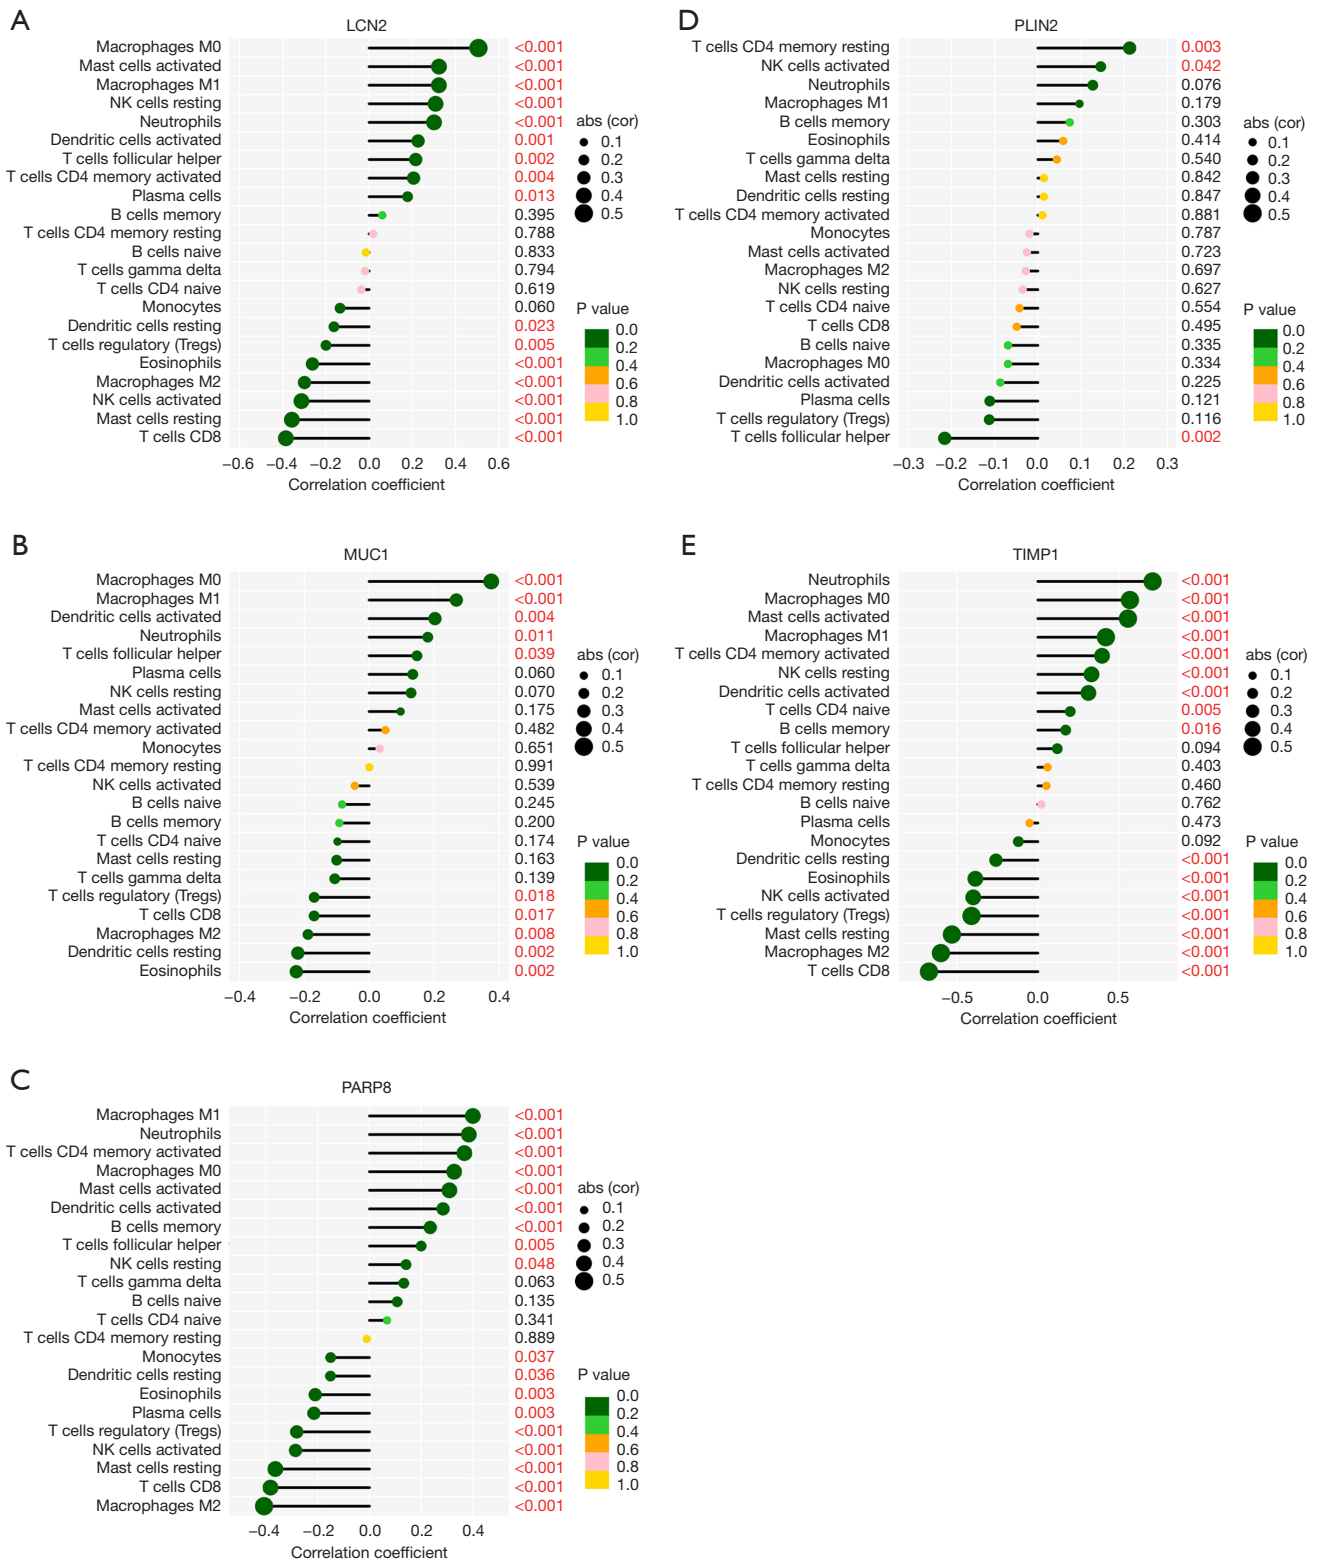 A
LCN2
Macrophages M0 <0.001
Mast cells activated <0.001
Macrophages M1 <0.001
NK cells resting <0.001
Neutrophils <0.001
Dendritic cells activated 0.001
T cells follicular helper 0.002
T cells CD4 memory activated 0.004
Plasma cells 0.013
B cells memory 0.395
T cells CD4 memory resting 0.788
B cells naive 0.833
T cells gamma delta 0.794
T cells CD4 naive 0.619
Monocytes 0.060
Dendritic cells resting 0.023
T cells regulatory (Tregs) 0.005
Eosinophils <0.001
Macrophages M2 <0.001
NK cells activated <0.001
Mast cells resting <0.001
T cells CD8 <0.001
−0.6 −0.4 −0.2 0.0 0.2 0.4 0.6
Correlation coefficient
abs (cor)
0.1
0.2
0.3
0.4
0.5
P value
0.0
0.2
0.4
0.6
0.8
1.0
B
MUC1
Macrophages M0 <0.001
Macrophages M1 <0.001
Dendritic cells activated 0.004
Neutrophils 0.011
T cells follicular helper 0.039
Plasma cells 0.060
NK cells resting 0.070
Mast cells activated 0.175
T cells CD4 memory activated 0.482
Monocytes 0.651
T cells CD4 memory resting 0.991
NK cells activated 0.539
B cells naive 0.245
B cells memory 0.200
T cells CD4 naive 0.174
Mast cells resting 0.163
T cells gamma delta 0.139
T cells regulatory (Tregs) 0.018
T cells CD8 0.017
Macrophages M2 0.008
Dendritic cells resting 0.002
Eosinophils 0.002
−0.4 −0.2 0.0 0.2 0.4
Correlation coefficient
abs (cor)
0.1
0.2
0.3
0.4
0.5
P value
0.0
0.2
0.4
0.6
0.8
1.0
C
PARP8
Macrophages M1 <0.001
Neutrophils <0.001
T cells CD4 memory activated <0.001
Macrophages M0 <0.001
Mast cells activated <0.001
Dendritic cells activated <0.001
B cells memory <0.001
T cells follicular helper 0.005
NK cells resting 0.048
T cells gamma delta 0.063
B cells naive 0.135
T cells CD4 naive 0.341
T cells CD4 memory resting 0.889
Monocytes 0.037
Dendritic cells resting 0.036
Eosinophils 0.003
Plasma cells 0.003
T cells regulatory (Tregs) <0.001
NK cells activated <0.001
Mast cells resting <0.001
T cells CD8 <0.001
Macrophages M2 <0.001
−0.4 −0.2 0.0 0.2 0.4
Correlation coefficient
abs (cor)
0.1
0.2
0.3
0.4
0.5
P value
0.0
0.2
0.4
0.6
0.8
1.0
D
PLIN2
T cells CD4 memory resting 0.003
NK cells activated 0.042
Neutrophils 0.076
Macrophages M1 0.179
B cells memory 0.303
Eosinophils 0.414
T cells gamma delta 0.540
Mast cells resting 0.842
Dendritic cells resting 0.847
T cells CD4 memory activated 0.881
Monocytes 0.787
Mast cells activated 0.723
Macrophages M2 0.697
NK cells resting 0.627
T cells CD4 naive 0.554
T cells CD8 0.495
B cells naive 0.335
Macrophages M0 0.334
Dendritic cells activated 0.225
Plasma cells 0.121
T cells regulatory (Tregs) 0.116
T cells follicular helper 0.002
−0.3 −0.2 −0.1 0.0 0.1 0.2 0.3
Correlation coefficient
abs (cor)
0.1
0.2
0.3
0.4
0.5
P value
0.0
0.2
0.4
0.6
0.8
1.0
E
TIMP1
Neutrophils <0.001
Macrophages M0 <0.001
Mast cells activated <0.001
Macrophages M1 <0.001
T cells CD4 memory activated <0.001
NK cells resting <0.001
Dendritic cells activated <0.001
T cells CD4 naive 0.005
B cells memory 0.016
T cells follicular helper 0.094
T cells gamma delta 0.403
T cells CD4 memory resting 0.460
B cells naive 0.762
Plasma cells 0.473
Monocytes 0.092
Dendritic cells resting <0.001
Eosinophils <0.001
NK cells activated <0.001
T cells regulatory (Tregs) <0.001
Mast cells resting <0.001
Macrophages M2 <0.001
T cells CD8 <0.001
−0.5 0.0 0.5
Correlation coefficient
abs (cor)
0.1
0.2
0.3
0.4
0.5
P value
0.0
0.2
0.4
0.6
0.8
1.0